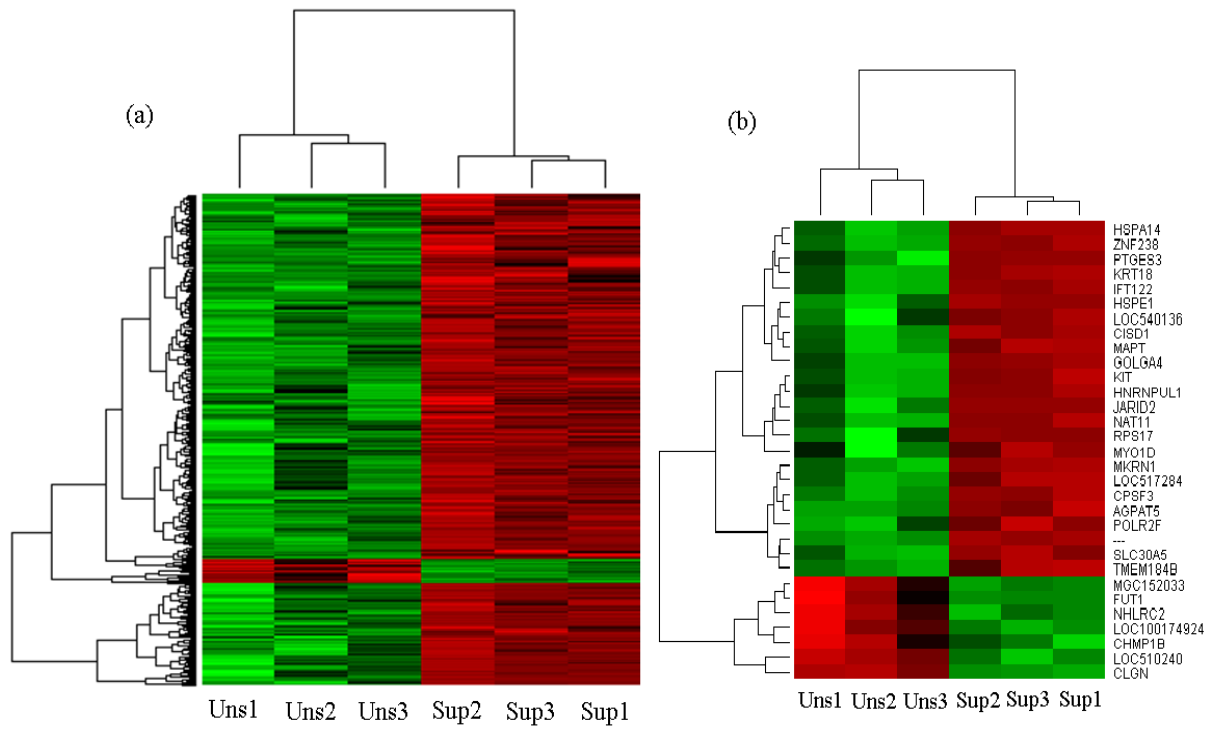 (a)
(b)
HSPA14
ZNF238
PTGES3
KRT18
IFT122
HSPE1
LOC540136
CISD1
MAPT
GOLGA4
KIT
HNRNPUL1
JARID2
NAT11
RPS17
MYO1D
MKRN1
LOC517284
CPSF3
AGPAT5
POLR2F
---
SLC30A5
TMEM184B
MGC152033
FUT1
NHLRC2
LOC100174924
CHMP1B
LOC510240
CLGN
Uns1 Uns2 Uns3 Sup2 Sup3 Sup1
Uns1 Uns2 Uns3 Sup2 Sup3 Sup1